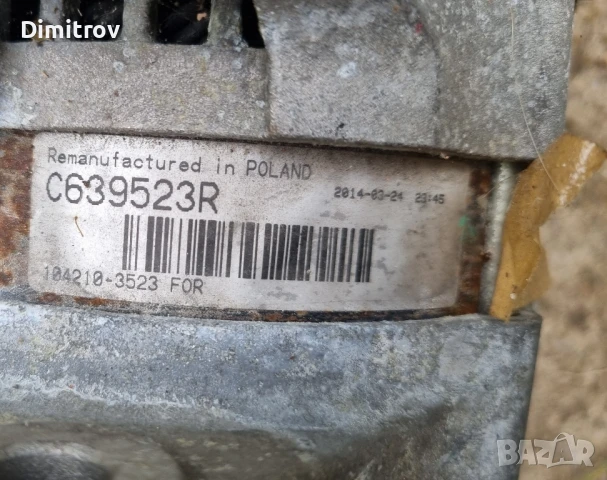 Dimitrov
Remanufactured in POLAND
C639523R
2014-03-24 23:45
104210-3523 FOR
BAZAR